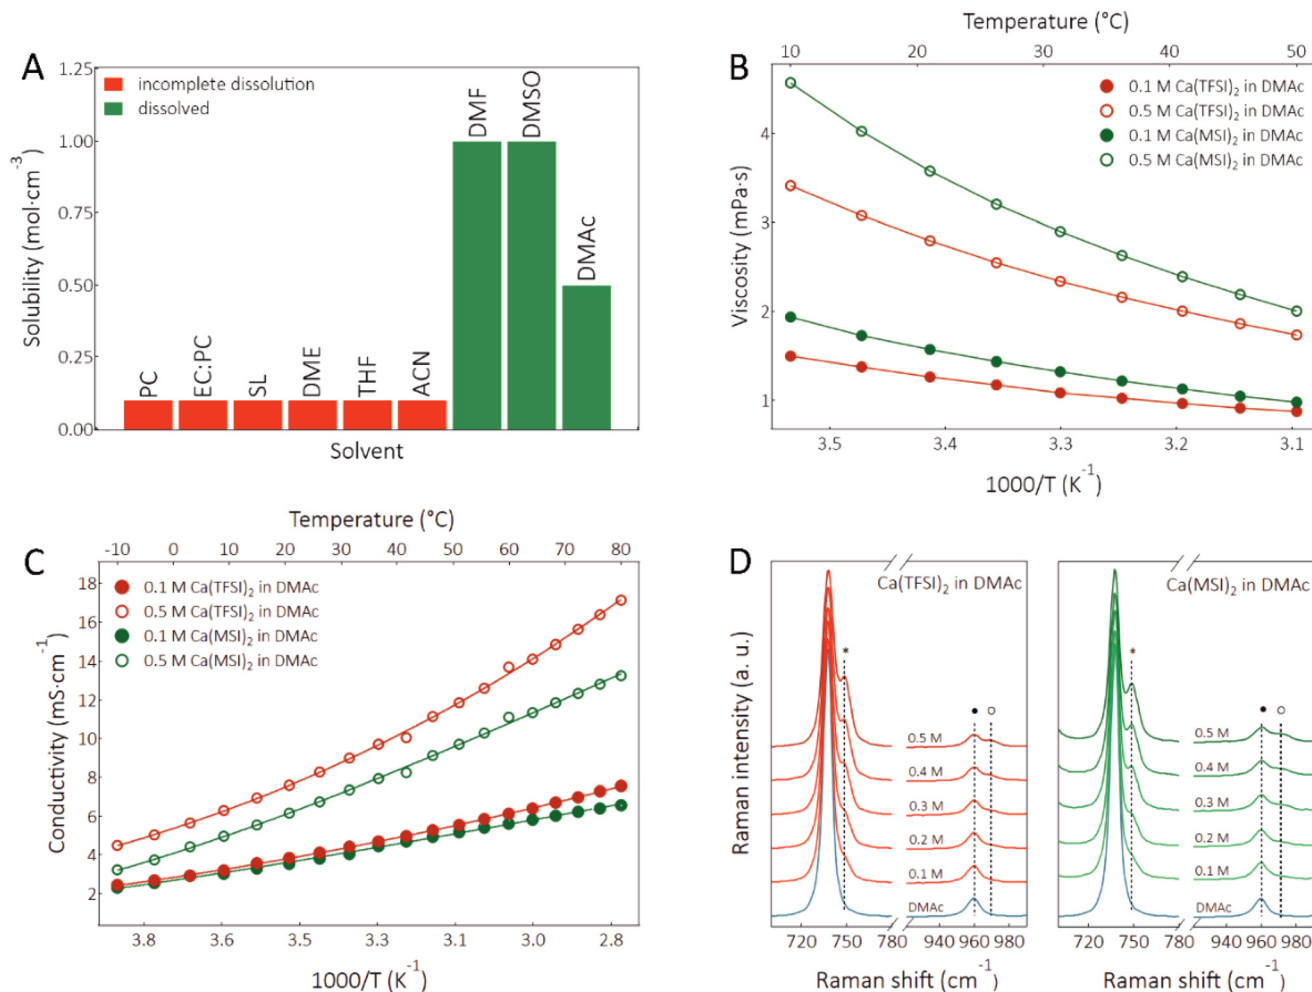 A
incomplete dissolution
dissolved
1.25
1.00
0.75
0.50
0.25
0.00
Solubility (mol·cm⁻³)
PC
EC:PC
SL
DME
THF
ACN
DMF
DMSO
DMAc
Solvent
B
Temperature (°C)
10 20 30 40 50
0.1 M Ca(TFSI)₂ in DMAc
0.5 M Ca(TFSI)₂ in DMAc
0.1 M Ca(MSI)₂ in DMAc
0.5 M Ca(MSI)₂ in DMAc
4
3
2
1
Viscosity (mPa·s)
3.5 3.4 3.3 3.2 3.1
1000/T (K⁻¹)
C
Temperature (°C)
-10 0 10 20 30 40 50 60 70 80
0.1 M Ca(TFSI)₂ in DMAc
0.5 M Ca(TFSI)₂ in DMAc
0.1 M Ca(MSI)₂ in DMAc
0.5 M Ca(MSI)₂ in DMAc
18
16
14
12
10
8
6
4
2
Conductivity (mS·cm⁻¹)
3.8 3.6 3.5 3.3 3.1 3.0 2.8
1000/T (K⁻¹)
D
Raman intensity (a. u.)
Ca(TFSI)₂ in DMAc
*
0.5 M
0.4 M
0.3 M
0.2 M
0.1 M
DMAc
720 750 780 940 960 980
Raman shift (cm⁻¹)
Ca(MSI)₂ in DMAc
*
0.5 M
0.4 M
0.3 M
0.2 M
0.1 M
DMAc
720 750 780 940 960 980
Raman shift (cm⁻¹)